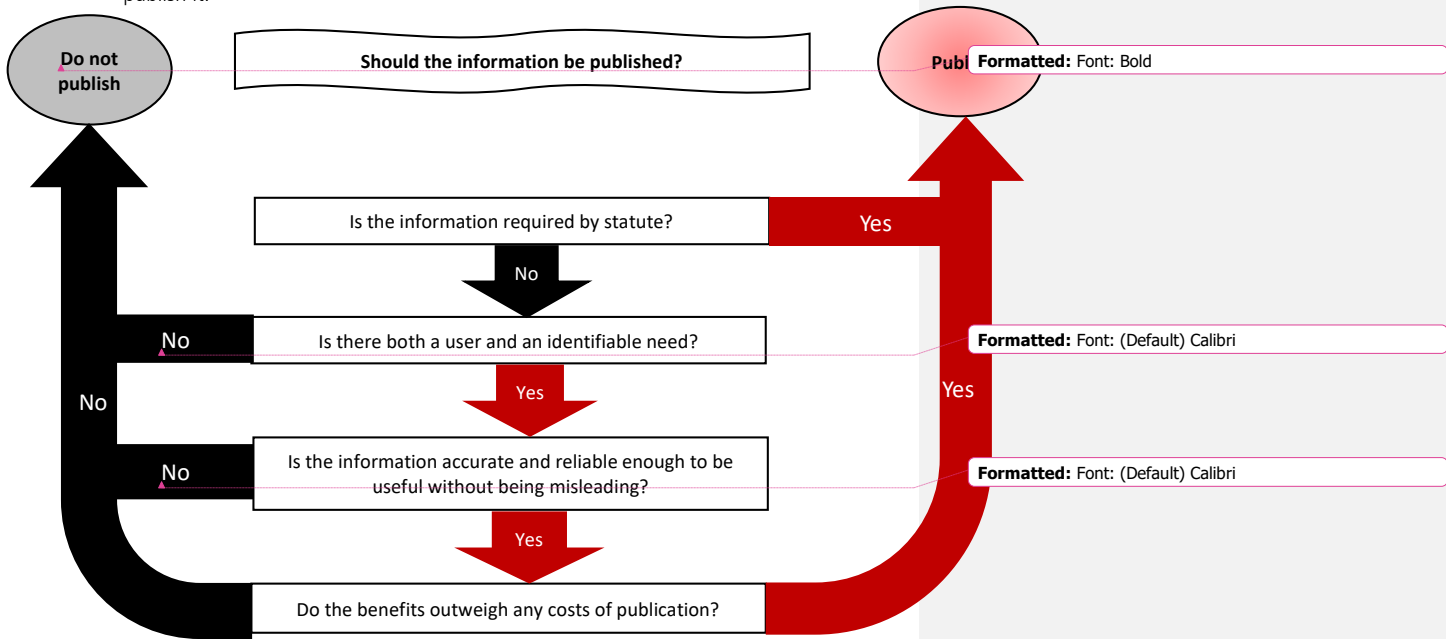 Do not
publish
Should the information be published?
Formatted: Font: Bold
Is the information required by statute?
Yes
No
No
Is there both a user and an identifiable need?
Formatted: Font: (Default) Calibri
Yes
No
Yes
No
Is the information accurate and reliable enough to be
useful without being misleading?
Formatted: Font: (Default) Calibri
Yes
Do the benefits outweigh any costs of publication?